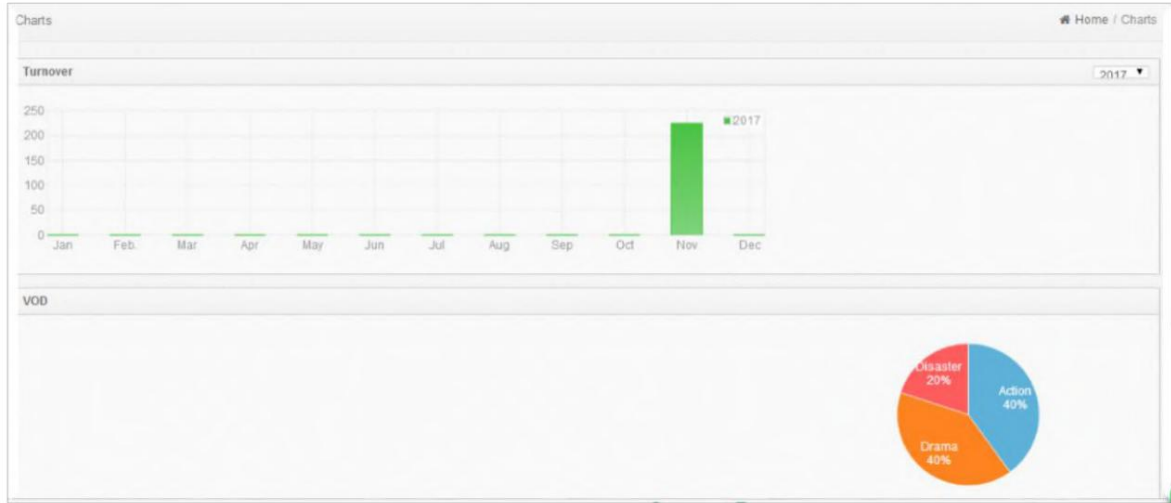 Charts
Home / Charts
Turnover
2017
250
200
150
100
50
0
2017
Jan Feb. Mar Apr May Jun Jul Aug Sep Oct Nov Dec
VOD
Disaster
20%
Action
40%
Drama
40%